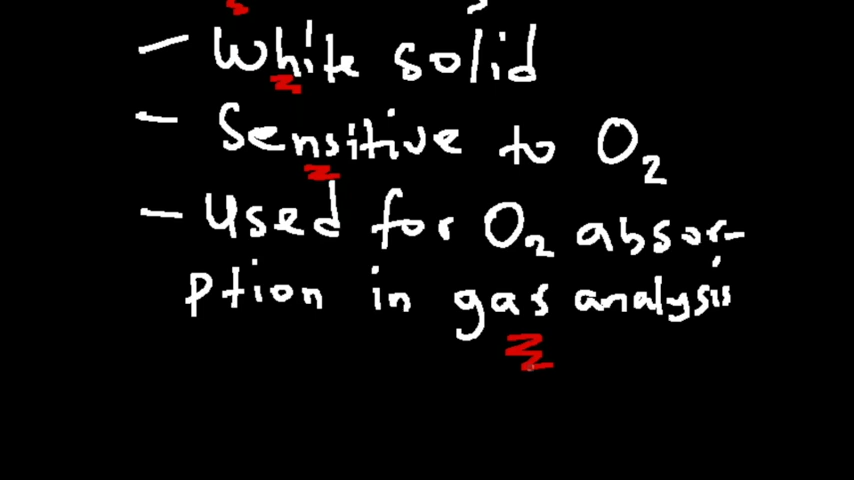 - White solid
- Sensitive to O₂
- Used for O₂ absor-
ption in gas analysis